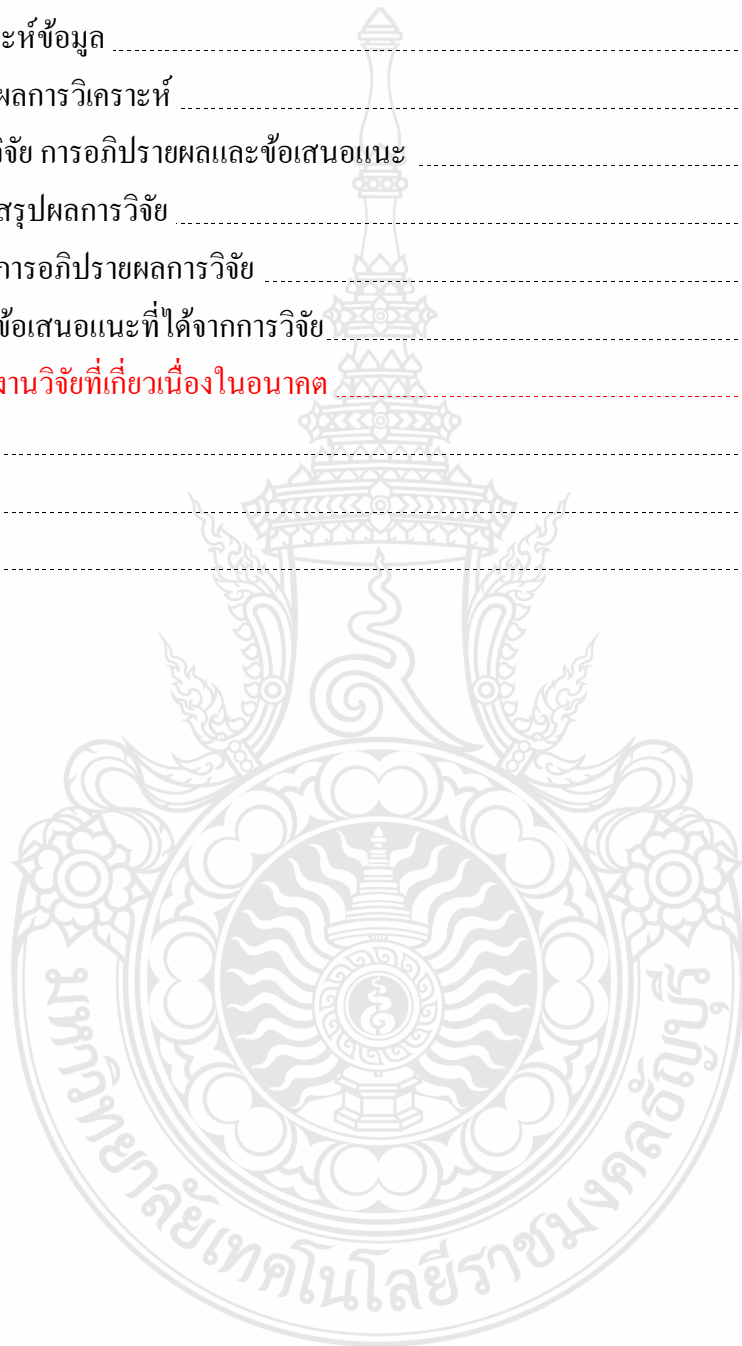 ะห์ข้อมูล
ผลการวิเคราะห์
วิจัย การอภิปรายผลและข้อเสนอแนะ
สรุปผลการวิจัย
การอภิปรายผลการวิจัย
ข้อเสนอแนะที่ได้จากการวิจัย
งานวิจัยที่เกี่ยวเนื่องในอนาคต
มหาวิทยาลัยเทคโนโลยีราชมงคลธัญบุรี